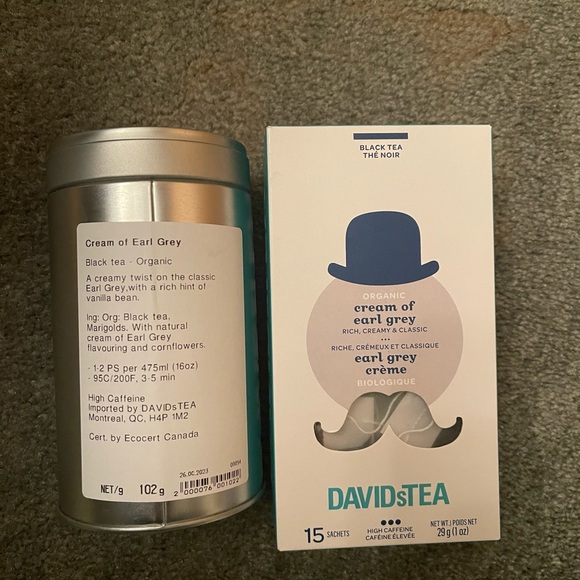 Cream of Earl Grey
Black tea - Organic
A creamy twist on the classic
Earl Grey,with a rich hint of
vanilla bean.
Ing: Org: Black tea,
Marigolds. With natural
cream of Earl Grey
flavouring and cornflowers.
-1-2 PS per 475ml (16oz)
-95C/200F, 3-5 min
High Caffeine
Imported by DAVIDsTEA
Montreal, QC, H4P 1M2
Cert. by Ecocert Canada
NET/g 102g
2 000076 001022
BLACK TEA
THÉ NOIR
ORGANIC
cream of
earl grey
RICH, CREAMY & CLASSIC
...
RICHE, CRÉMEUX ET CLASSIQUE
earl grey
crème
BIOLOGIQUE
DAVIDsTEA
15 SACHETS
HIGH CAFFEINE
CAFÉINE ÉLEVÉE
NET WT. | POIDS NET
29 g (1 oz)